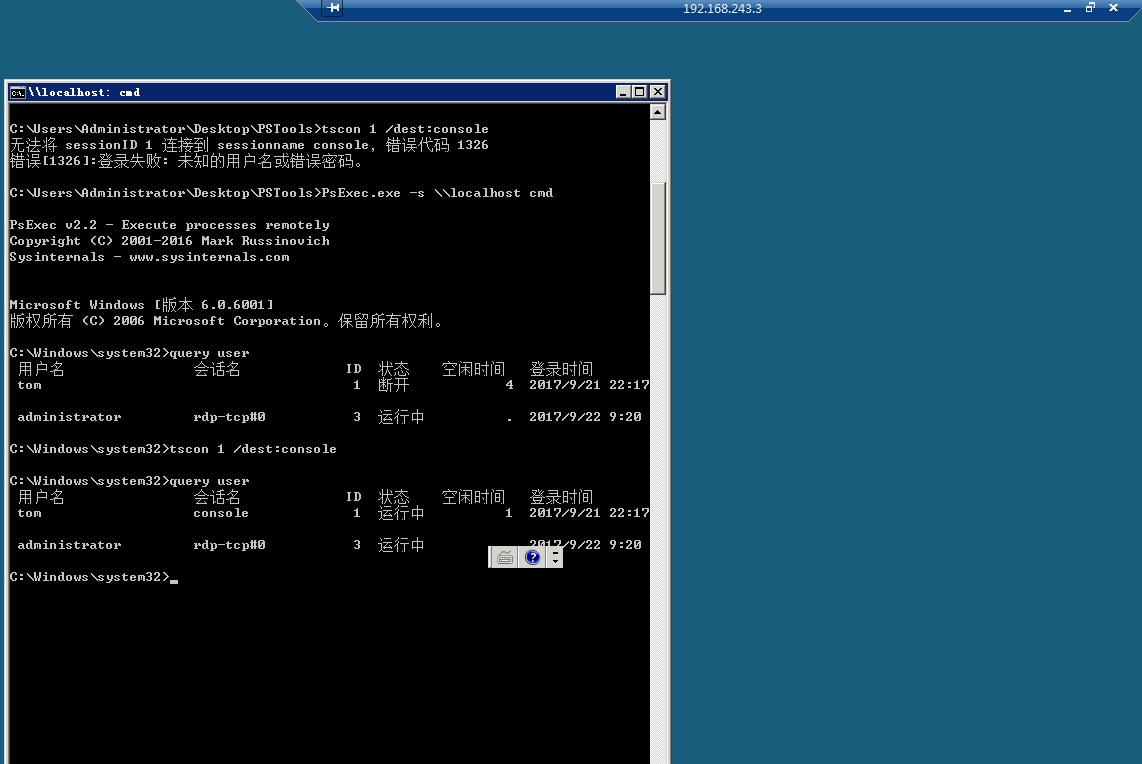 192.168.243.3
\\localhost: cmd
C:\Users\Administrator\Desktop\PSTools>tscon 1 /dest:console
无法将 sessionID 1 连接到 sessionname console, 错误代码 1326
错误[1326]:登录失败: 未知的用户名或错误密码。
C:\Users\Administrator\Desktop\PSTools>PsExec.exe -s \\localhost cmd
PsExec v2.2 - Execute processes remotely
Copyright (C) 2001-2016 Mark Russinovich
Sysinternals - www.sysinternals.com
Microsoft Windows [版本 6.0.6001]
版权所有 (C) 2006 Microsoft Corporation。保留所有权利。
C:\Windows\system32>query user
用户名 会话名 ID 状态 空闲时间 登录时间
tom 1 断开 4 2017/9/21 22:17
administrator rdp-tcp#0 3 运行中 . 2017/9/22 9:20
C:\Windows\system32>tscon 1 /dest:console
C:\Windows\system32>query user
用户名 会话名 ID 状态 空闲时间 登录时间
tom console 1 运行中 1 2017/9/21 22:17
administrator rdp-tcp#0 3 运行中 2017/9/22 9:20
C:\Windows\system32>